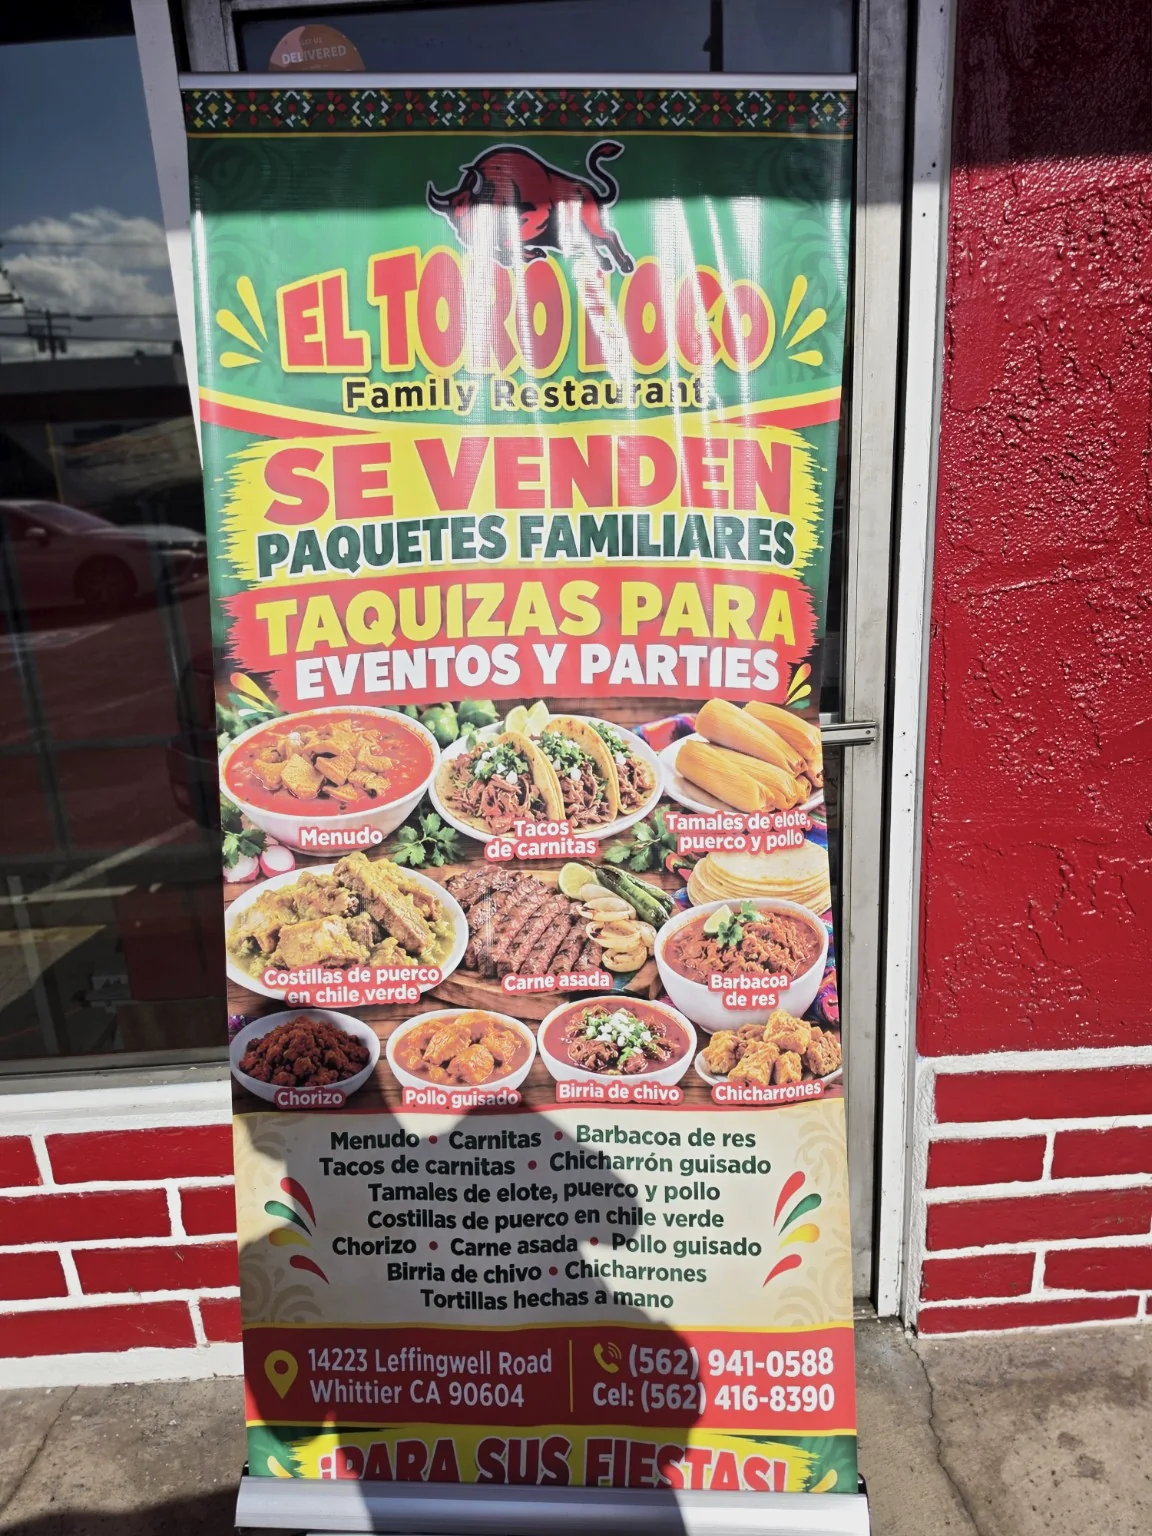 DELIVERED
EL TORO LOCO
Family Restaurant
SE VENDEN
PAQUETES FAMILIARES
TAQUIZAS PARA
EVENTOS Y PARTIES
Menudo
Tacos
de carnitas
Tamales de elote,
puerco y pollo
Costillas de puerco
en chile verde
Carne asada
Barbacoa
de res
Chorizo
Pollo guisado
Birria de chivo
Chicharrones
Menudo • Carnitas • Barbacoa de res
Tacos de carnitas • Chicharrón guisado
Tamales de elote, puerco y pollo
Costillas de puerco en chile verde
Chorizo • Carne asada • Pollo guisado
Birria de chivo • Chicharrones
Tortillas hechas a mano
14223 Leffingwell Road
Whittier CA 90604
(562) 941-0588
Cel: (562) 416-8390
¡PARA SUS FIESTAS!